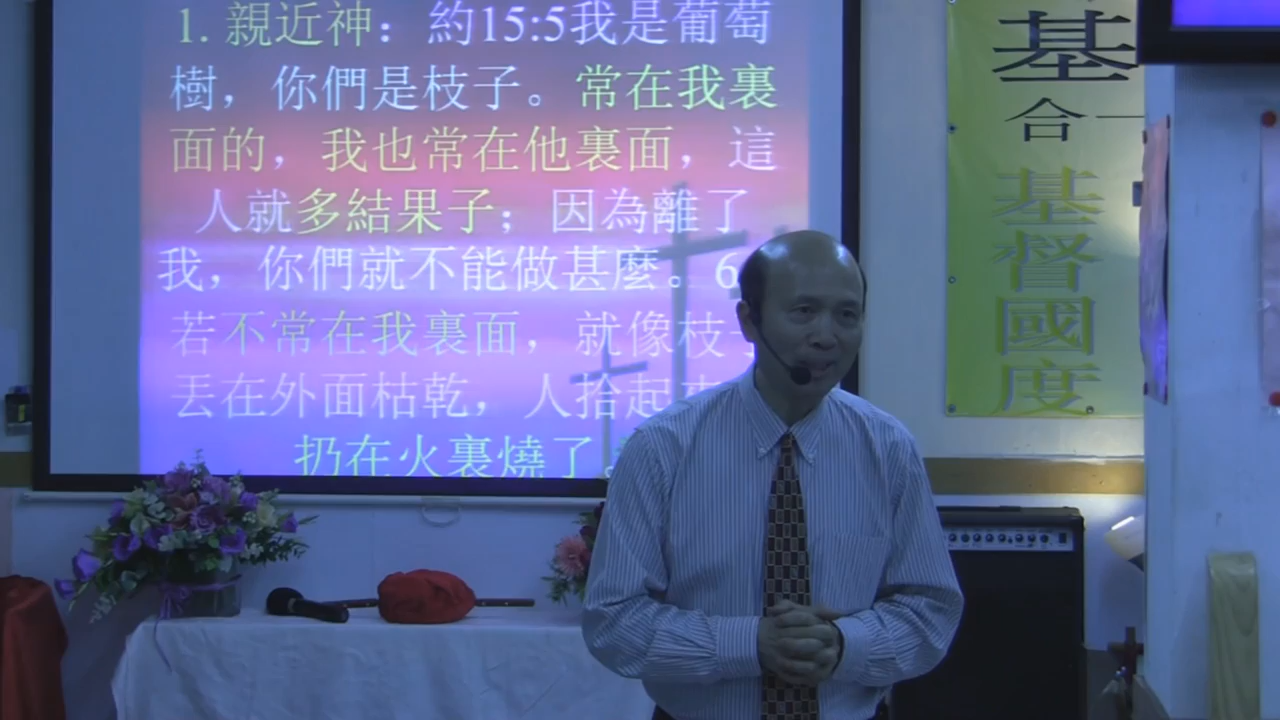 1. 親近神：約15:5我是葡萄
樹，你們是枝子。常在我裏
面的，我也常在他裏面，這
人就多結果子；因為離了
我，你們就不能做甚麼。6
若不常在我裏面，就像枝子
丟在外面枯乾，人拾起來
扔在火裏燒了。
基
合一
基督國度